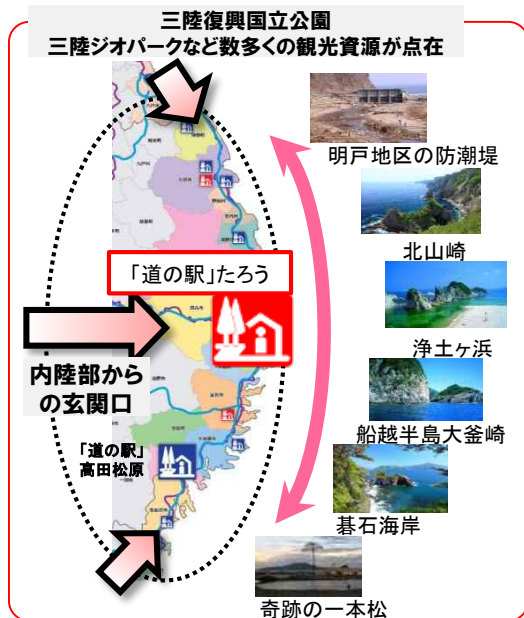 三陸復興国立公園
三陸ジオパークなど数多くの観光資源が点在
明戸地区の防潮堤
北山崎
「道の駅」たろう
浄土ヶ浜
内陸部から
の玄関口
船越半島大釜崎
「道の駅」
高田松原
碁石海岸
奇跡の一本松